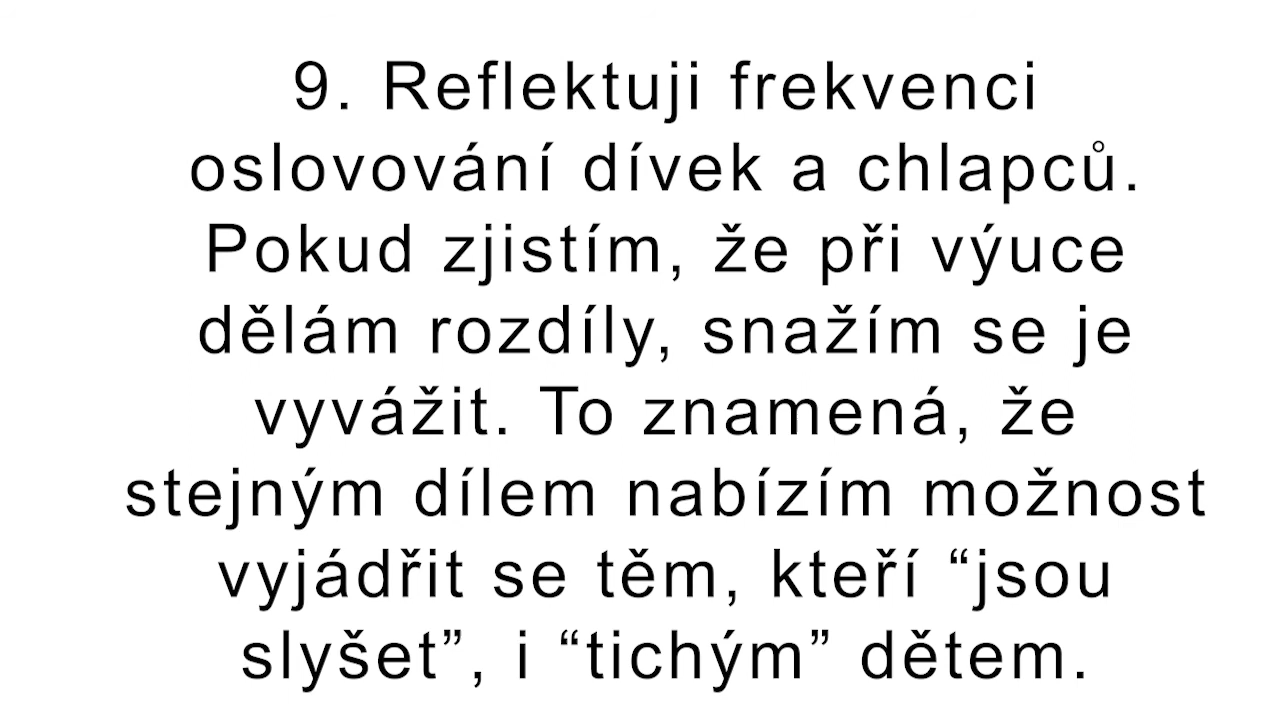 9. Reflektuji frekvenci
oslovování dívek a chlapců.
Pokud zjistím, že při výuce
dělám rozdíly, snažím se je
vyvážit. To znamená, že
stejným dílem nabízím možnost
vyjádřit se těm, kteří “jsou
slyšet”, i “tichým” dětem.